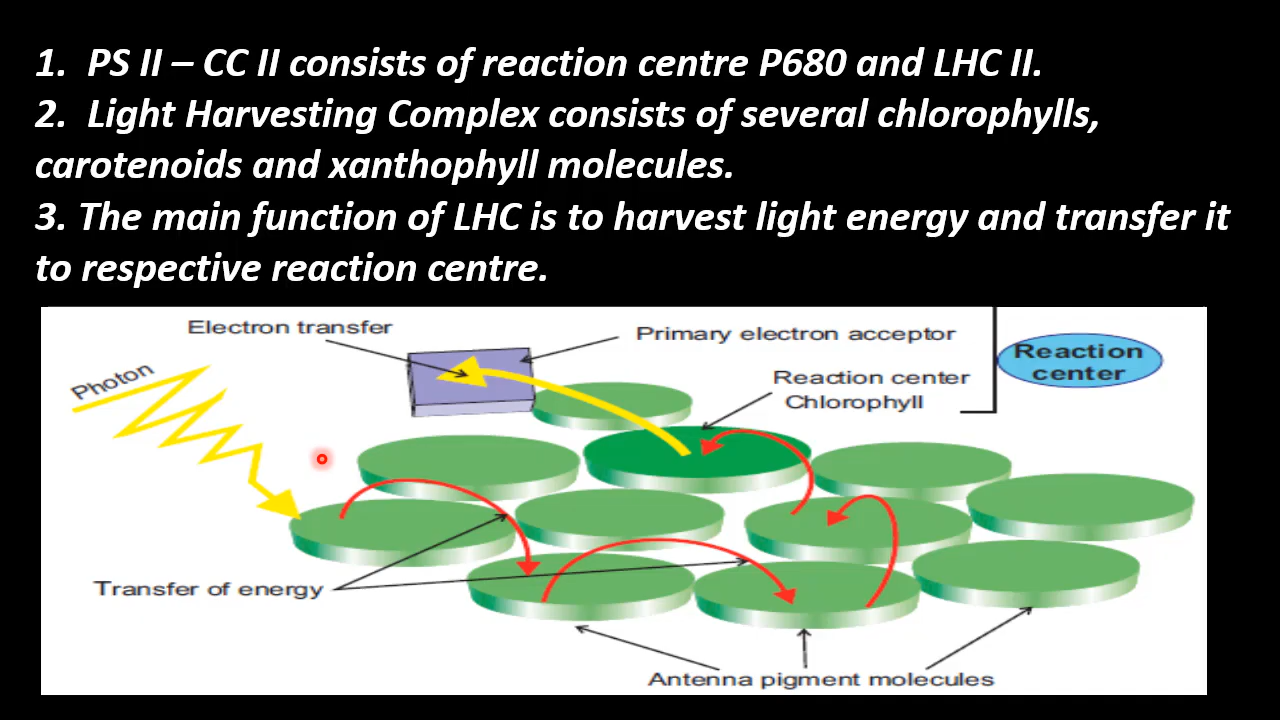 1. PS II – CC II consists of reaction centre P680 and LHC II.
2. Light Harvesting Complex consists of several chlorophylls,
carotenoids and xanthophyll molecules.
3. The main function of LHC is to harvest light energy and transfer it
to respective reaction centre.
Electron transfer
Primary electron acceptor
Reaction
center
Photon
Reaction center
Chlorophyll
Transfer of energy
Antenna pigment molecules